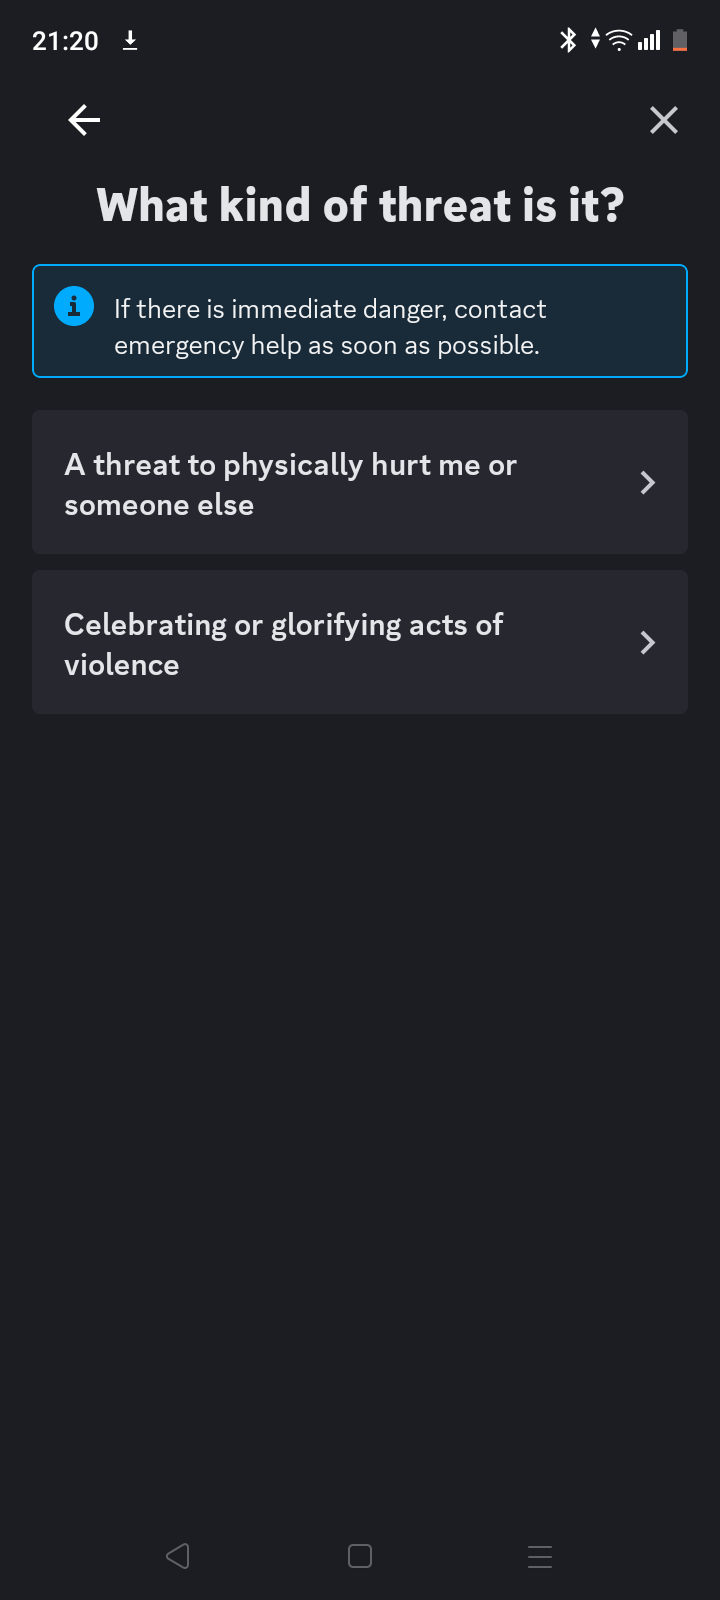 21:20
What kind of threat is it?
If there is immediate danger, contact
emergency help as soon as possible.
A threat to physically hurt me or
someone else
Celebrating or glorifying acts of
violence